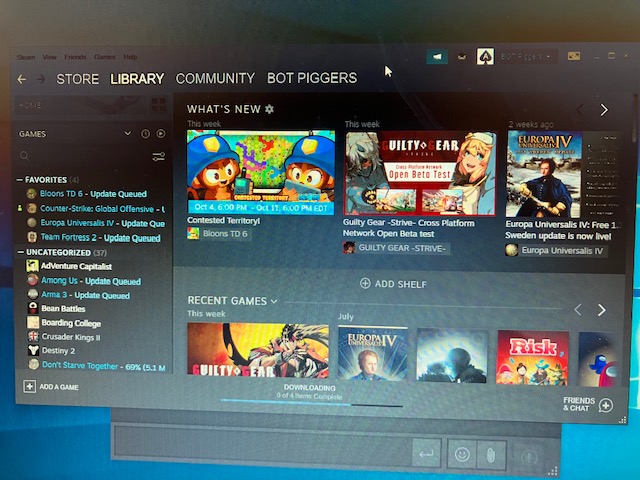 Steam View Friends Games Help
BOT Piggers
STORE LIBRARY COMMUNITY BOT PIGGERS
HOME
GAMES
FAVORITES (4)
Bloons TD 6 - Update Queued
Counter-Strike: Global Offensive - U
Europa Universalis IV - Update Que
Team Fortress 2 - Update Queued
UNCATEGORIZED (37)
AdVenture Capitalist
Among Us - Update Queued
Arma 3 - Update Queued
Bean Battles
Boarding College
Crusader Kings II
Destiny 2
Don't Starve Together - 69% (5.1 M
ADD A GAME
WHAT'S NEW
This week
CONTESTED TERRITORY!
Oct 4, 6:00 PM - Oct 11, 6:00 PM EDT
Contested Territory!
Bloons TD 6
This week
GUILTY GEAR
STRIVE
Cross Platform Network
Open Beta Test
Guilty Gear -Strive- Cross Platform
Network Open Beta test
GUILTY GEAR -STRIVE-
2 weeks ago
EUROPA
UNIVERSALIS IV
Europa Universalis IV: Free 1.
Sweden update is now live!
Europa Universalis IV
ADD SHELF
RECENT GAMES
This week
GUILTY GEAR
July
EUROPA
UNIVERSALIS IV
RISK
DOWNLOADING
0 of 4 Items Complete
FRIENDS
& CHAT